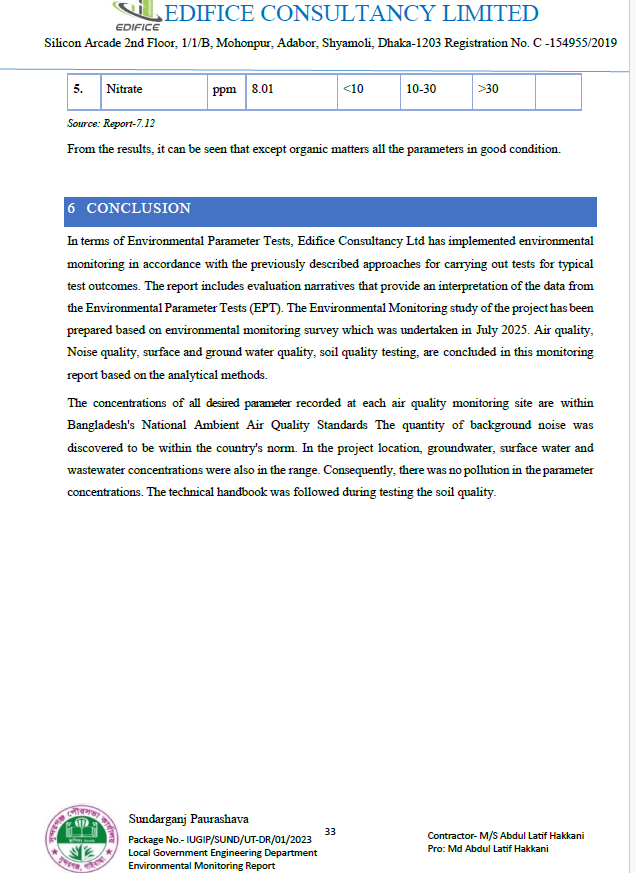 EDIFICE
EDIFICE CONSULTANCY LIMITED
Silicon Arcade 2nd Floor, 1/1/B, Mohonpur, Adabor, Shyamoli, Dhaka-1203 Registration No. C -154955/2019
5. Nitrate ppm 8.01 <10 10-30 >30
Source: Report-7.12
From the results, it can be seen that except organic matters all the parameters in good condition.
6 CONCLUSION
In terms of Environmental Parameter Tests, Edifice Consultancy Ltd has implemented environmental
monitoring in accordance with the previously described approaches for carrying out tests for typical
test outcomes. The report includes evaluation narratives that provide an interpretation of the data from
the Environmental Parameter Tests (EPT). The Environmental Monitoring study of the project has been
prepared based on environmental monitoring survey which was undertaken in July 2025. Air quality,
Noise quality, surface and ground water quality, soil quality testing, are concluded in this monitoring
report based on the analytical methods.
The concentrations of all desired parameter recorded at each air quality monitoring site are within
Bangladesh's National Ambient Air Quality Standards The quantity of background noise was
discovered to be within the country's norm. In the project location, groundwater, surface water and
wastewater concentrations were also in the range. Consequently, there was no pollution in the parameter
concentrations. The technical handbook was followed during testing the soil quality.
Sundarganj Paurashava
Package No.- IUGIP/SUND/UT-DR/01/2023
Local Government Engineering Department
Environmental Monitoring Report
33
Contractor- M/S Abdul Latif Hakkani
Pro: Md Abdul Latif Hakkani